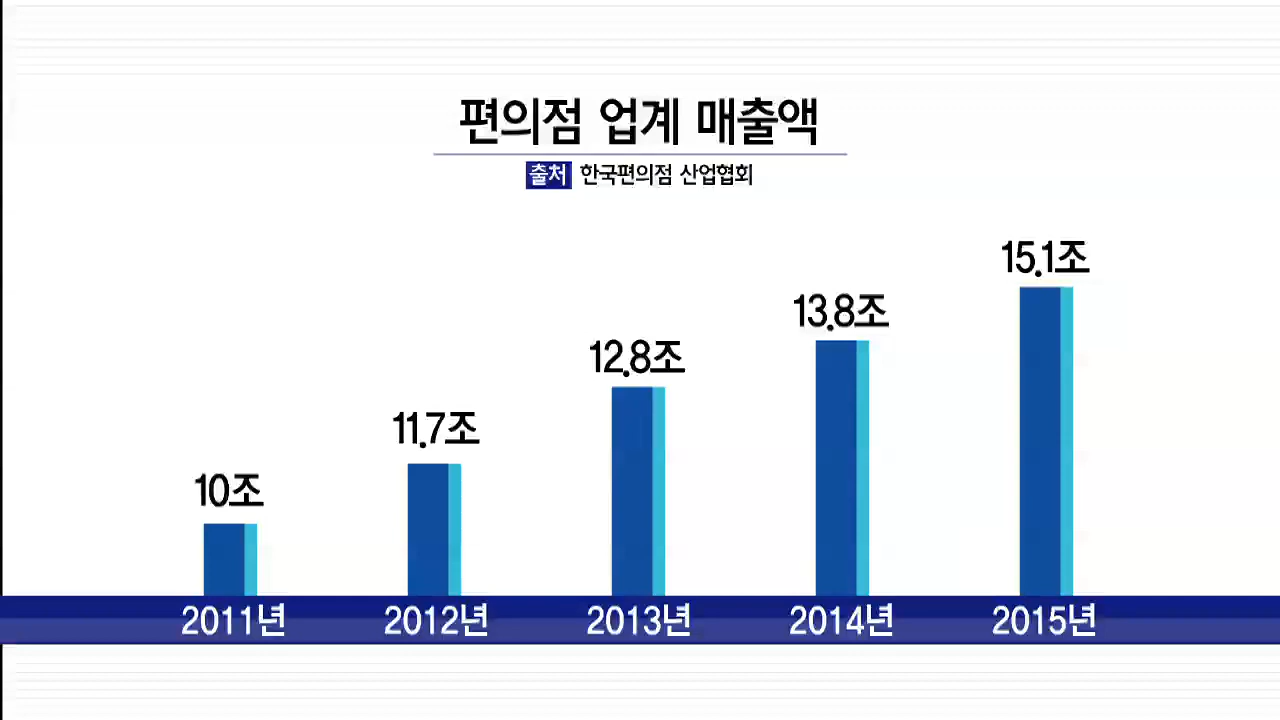 편의점 업계 매출액
출처 한국편의점 산업협회
10조
11.7조
12.8조
13.8조
15.1조
2011년
2012년
2013년
2014년
2015년